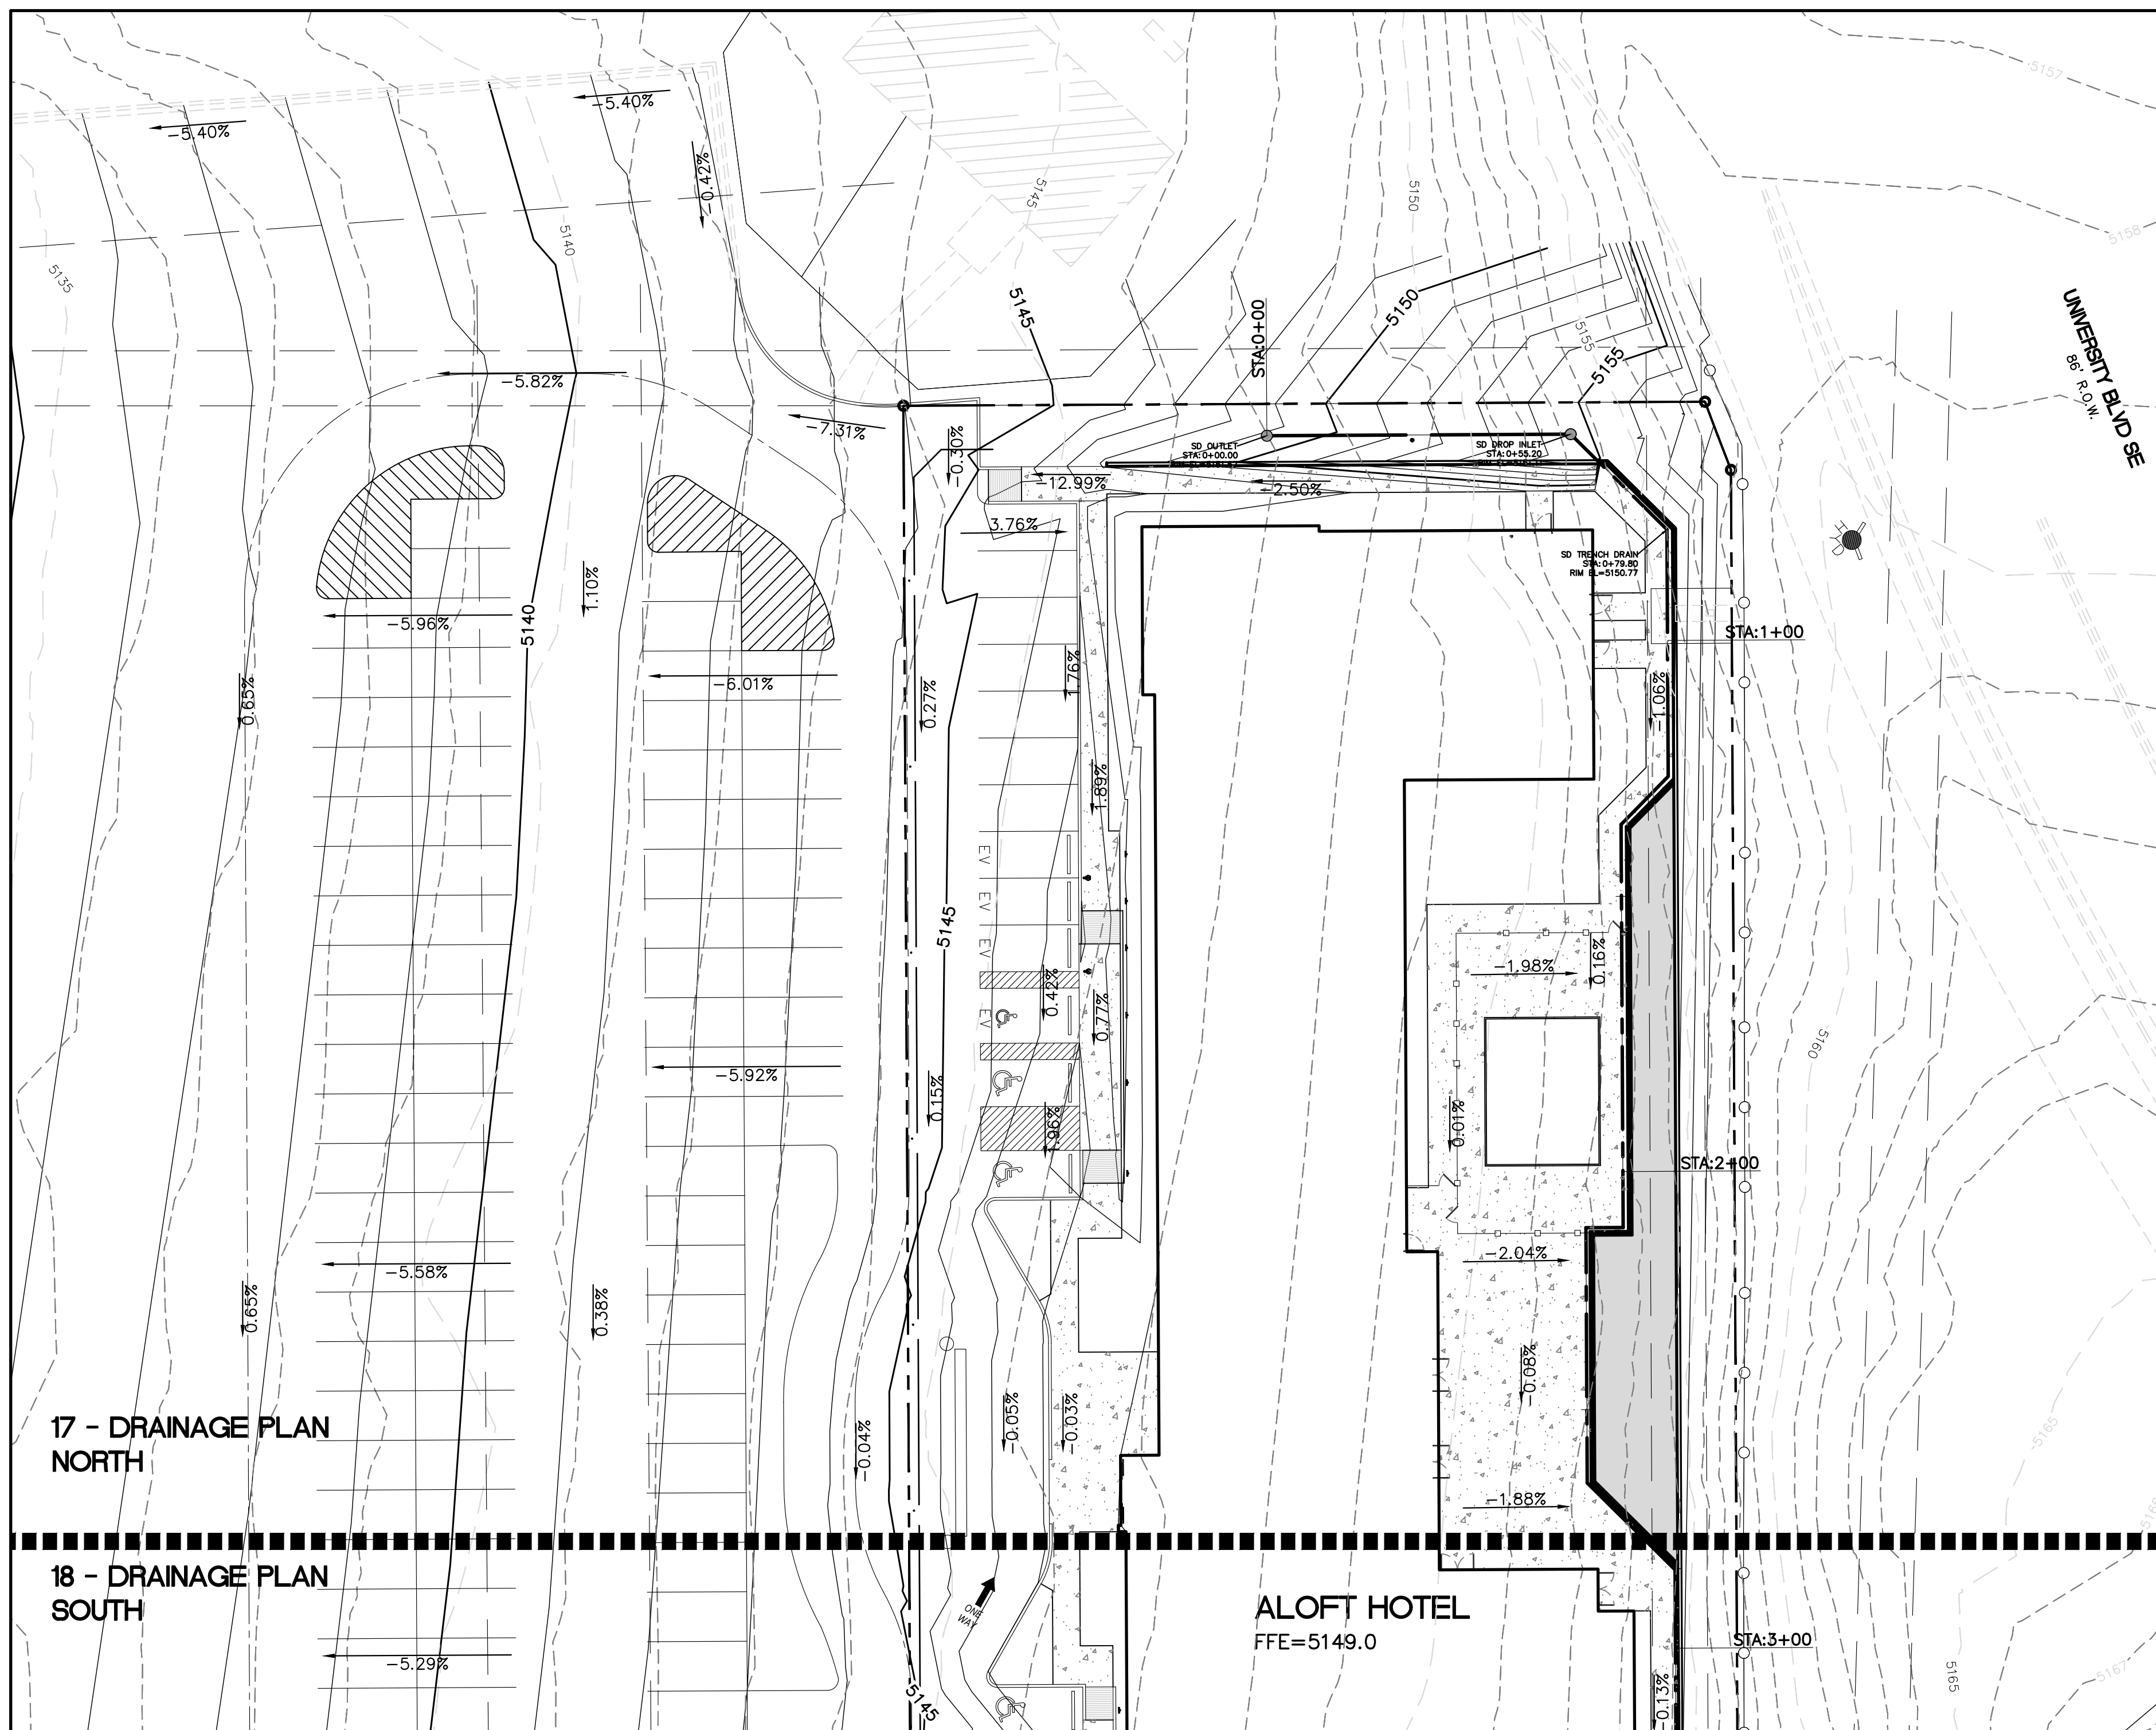 5157
-5.40%
-5.40%
-0.42%
5145
5150
5158
5140
5135
UNIVERSITY BLVD SE
86' R.O.W.
5145
STA:0+00
5150
5155
5155
-5.82%
-7.31%
-0.30%
SD OUTLET
STA:0+00.00
SD DROP INLET
STA:0+55.20
-12.99%
-2.50%
3.76%
SD TRENCH DRAIN
STA:0+79.80
RIM EL=5150.77
1.10%
5140
-5.96%
STA:1+00
1.76%
-6.01%
0.65%
0.27%
-1.06%
1.89%
EV
EV
5145
EV
0.42%
-1.98%
0.16%
0.77%
EV
5160
-5.92%
0.15%
1.96%
0.01%
STA:2+00
-2.04%
-5.58%
0.65%
0.38%
-0.08%
-0.05%
-0.03%
-0.04%
5165
17 - DRAINAGE PLAN
NORTH
-1.88%
5166
18 - DRAINAGE PLAN
SOUTH
ONE
WAY
ALOFT HOTEL
FFE=5149.0
STA:3+00
-5.29%
5165
5167
5145
-0.13%